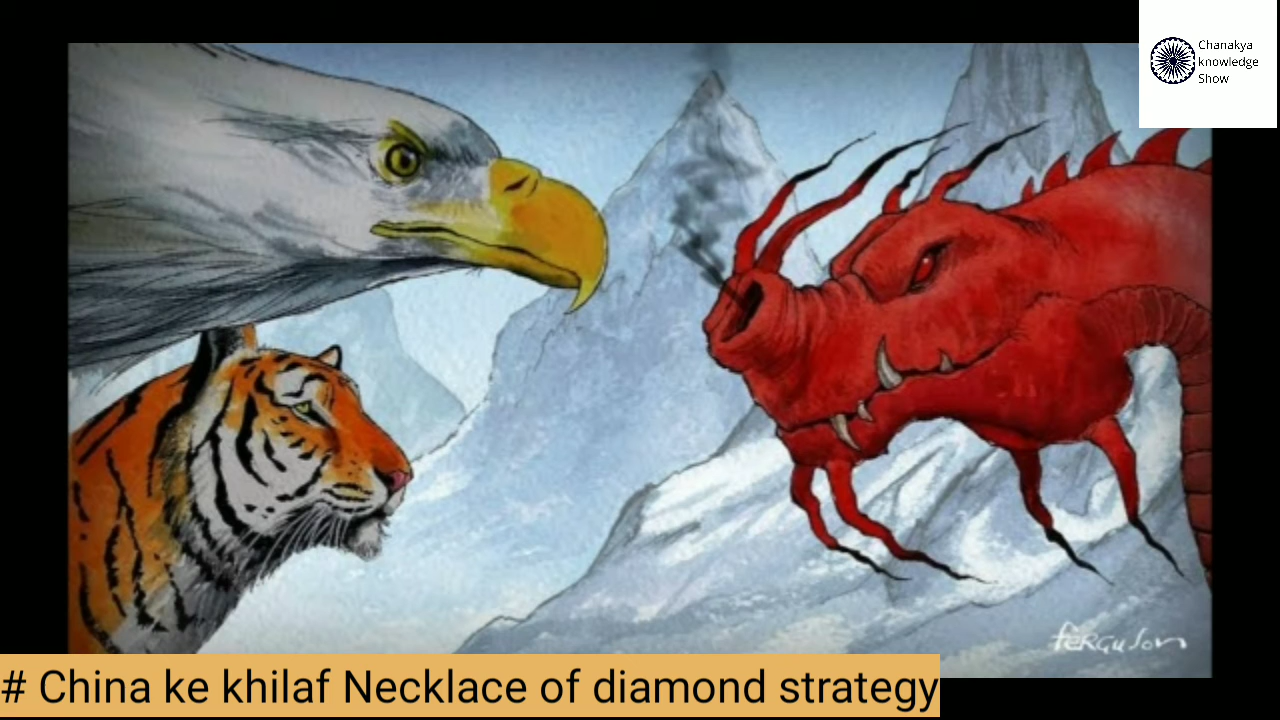 Chanakya
knowledge
Show
FERGUSON
# China ke khilaf Necklace of diamond strategy